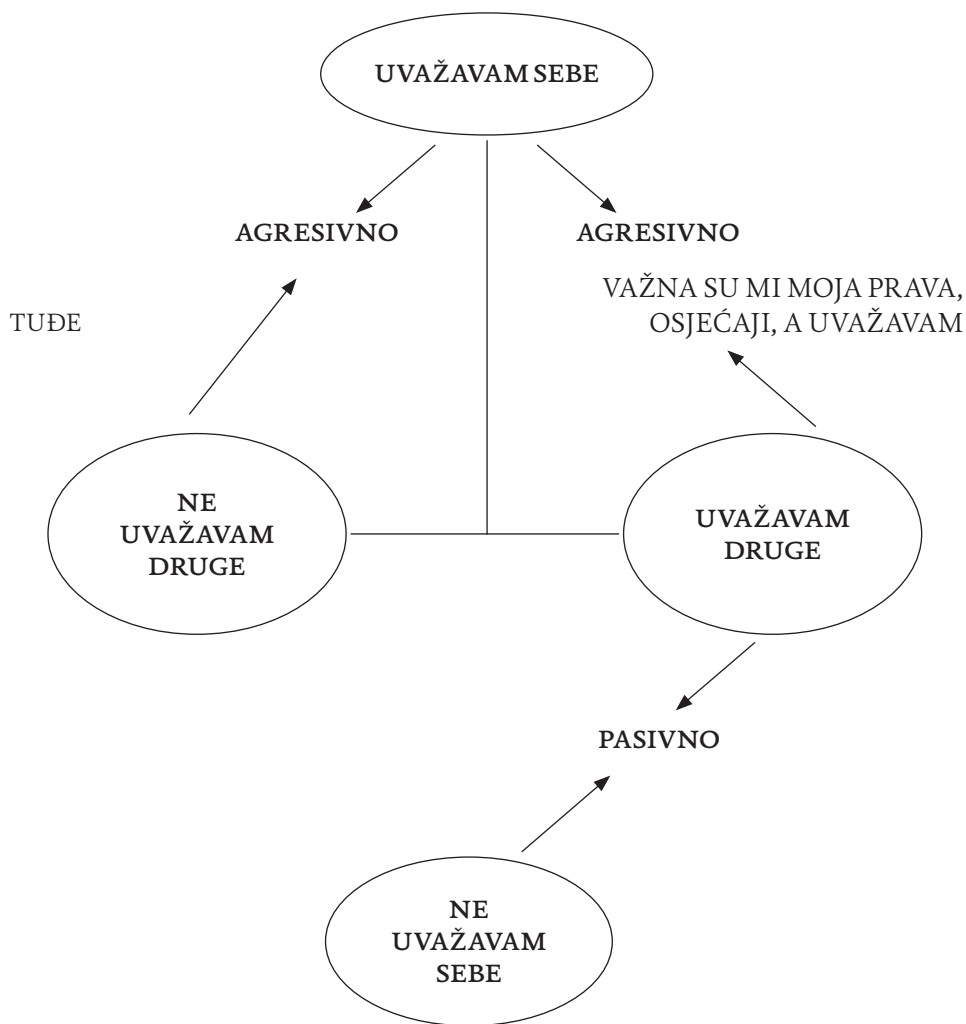 UVAŽAVAM SEBE
AGRESIVNO
AGRESIVNO
VAŽNA SU MI MOJA PRAVA,
OSJEĆAJI, A UVAŽAVAM
TUĐE
NE
UVAŽAVAM
DRUGE
UVAŽAVAM
DRUGE
PASIVNO
NE
UVAŽAVAM
SEBE